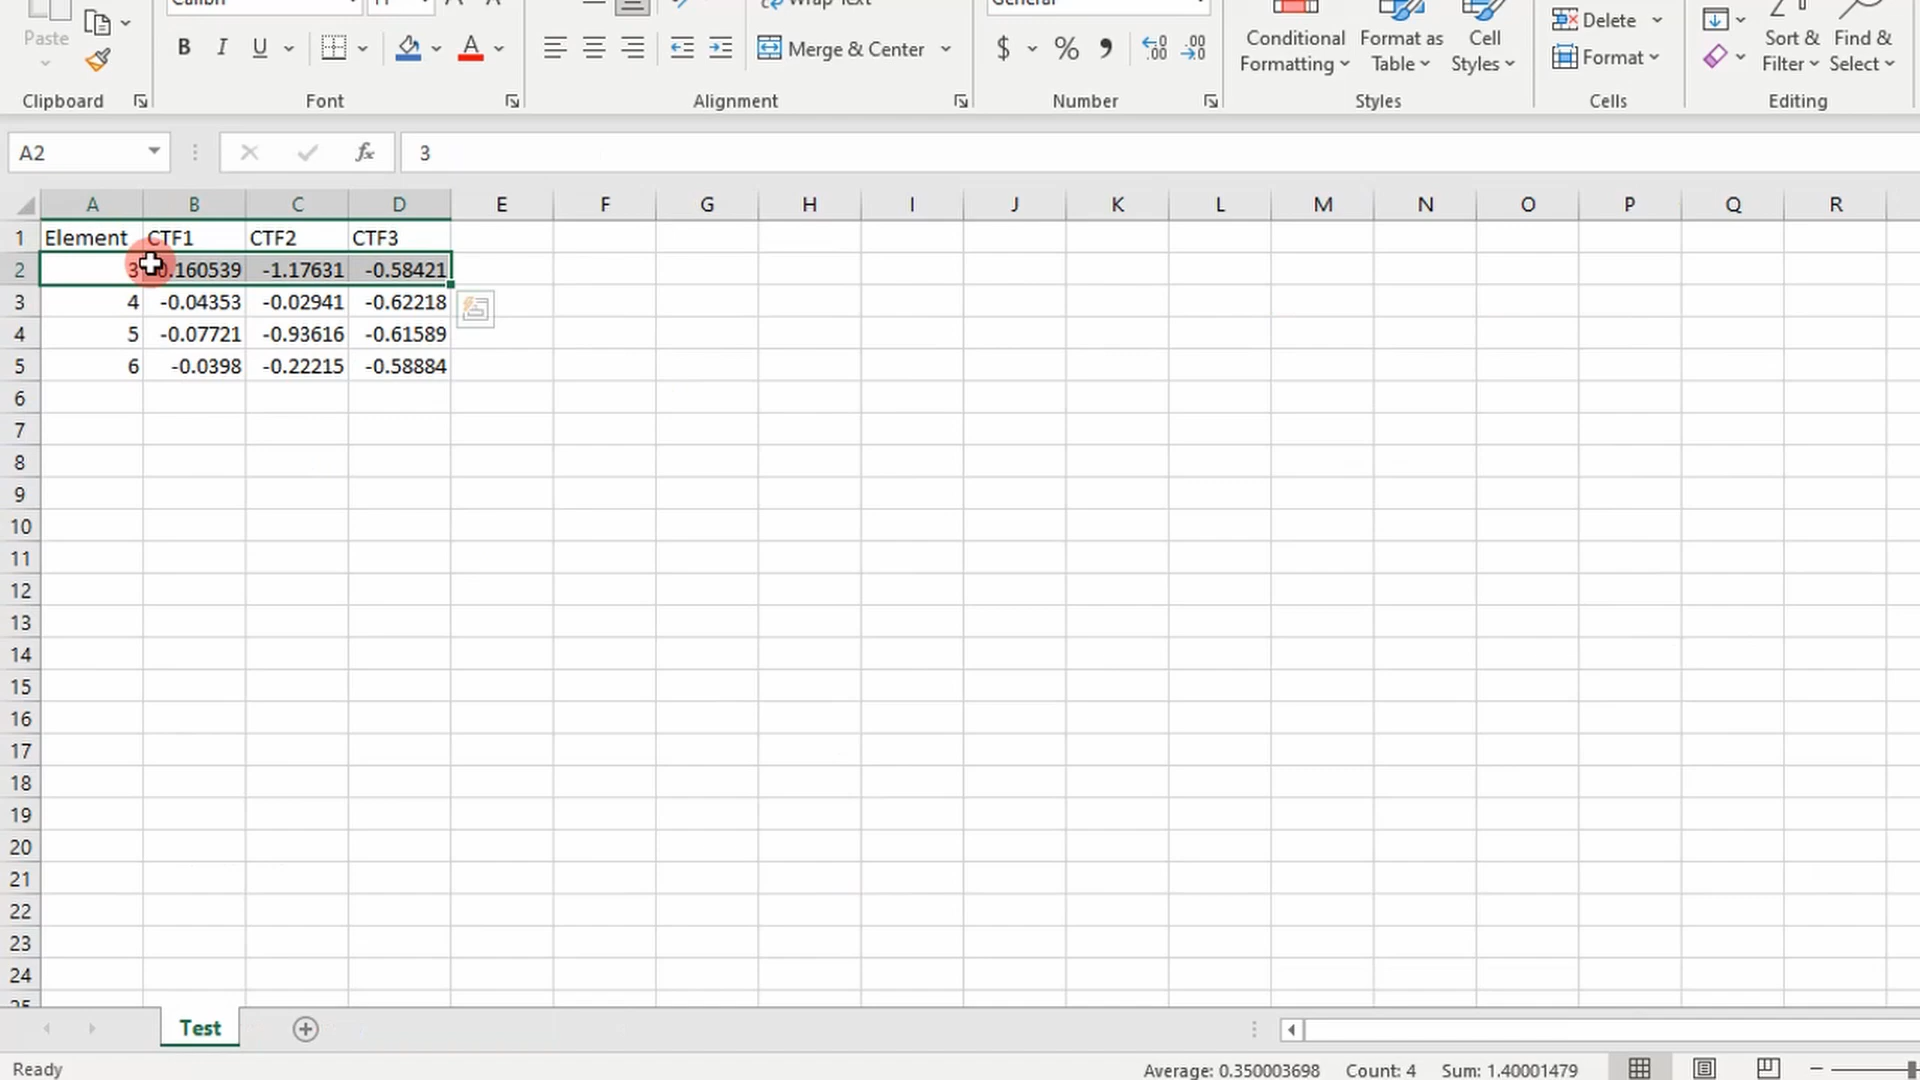 Paste
Clipboard
B I U A
Font
Merge & Center
Alignment
$ %
Number
Conditional Formatting
Format as Table
Cell Styles
Styles
Delete
Format
Cells
Sort & Filter
Find & Select
Editing
A2 fx 3
A B C D E F G H I J K L M N O P Q R
1 Element CTF1 CTF2 CTF3
2 3 0.160539 -1.17631 -0.58421
3 4 -0.04353 -0.02941 -0.62218
4 5 -0.07721 -0.93616 -0.61589
5 6 -0.0398 -0.22215 -0.58884
6
7
8
9
10
11
12
13
14
15
16
17
18
19
20
21
22
23
24
Test
Ready Average: 0.350003698 Count: 4 Sum: 1.40001479